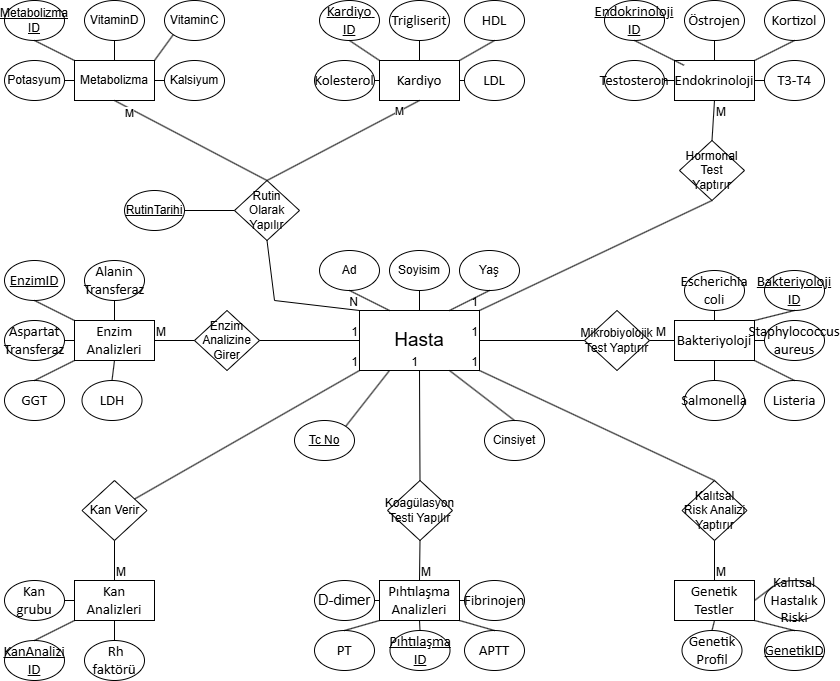 Metabolizma
ID
VitaminD
VitaminC
Potasyum
Metabolizma
Kalsiyum
M
Kardiyo
ID
Trigliserit
HDL
Kolesterol
Kardiyo
LDL
M
Endokrinoloji
ID
Östrojen
Kortizol
Testosteron
Endokrinoloji
T3-T4
M
Hormonal
Test
Yaptırır
RutinTarihi
Rutin
Olarak
Yapılır
Ad
Soyisim
Yaş
N
1
EnzimID
Alanin
Transferaz
Aspartat
Transferaz
Enzim
Analizleri
M
GGT
LDH
Enzim
Analizine
Girer
1
Hasta
1
1
1
1
Mikrobiyolojik
Test Yaptırır
M
Escherichia
coli
Bakteriyoloji
ID
Bakteriyoloji
Staphylococcus
aureus
Salmonella
Listeria
Tc No
Cinsiyet
Kan Verir
M
Kan
grubu
Kan
Analizleri
KanAnalizi
ID
Rh
faktörü
Koagülasyon
Testi Yapılır
M
D-dimer
Pıhtılaşma
Analizleri
Fibrinojen
PT
Pıhtılaşma
ID
APTT
Kalıtsal
Risk Analizi
Yaptırır
M
Genetik
Testler
Kalıtsal
Hastalık
Riski
Genetik
Profil
GenetikID